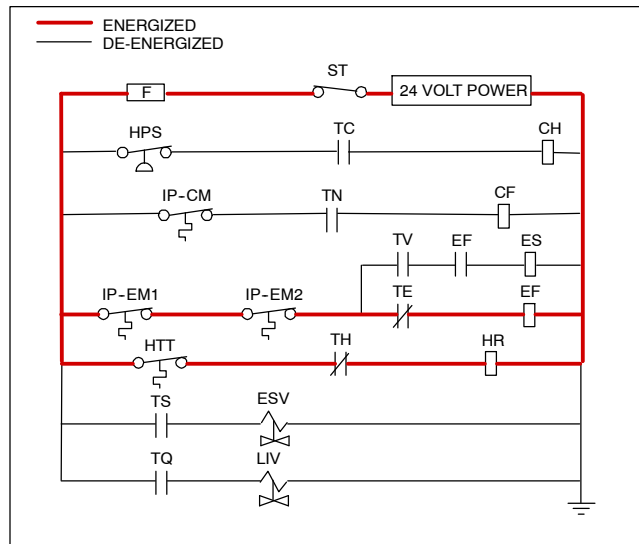 ENERGIZED
DE-ENERGIZED
ST
F
24 VOLT POWER
HPS
TC
CH
IP-CM
TN
CF
TV
EF
ES
IP-EM1
IP-EM2
TE
EF
HTT
TH
HR
TS
ESV
TQ
LIV